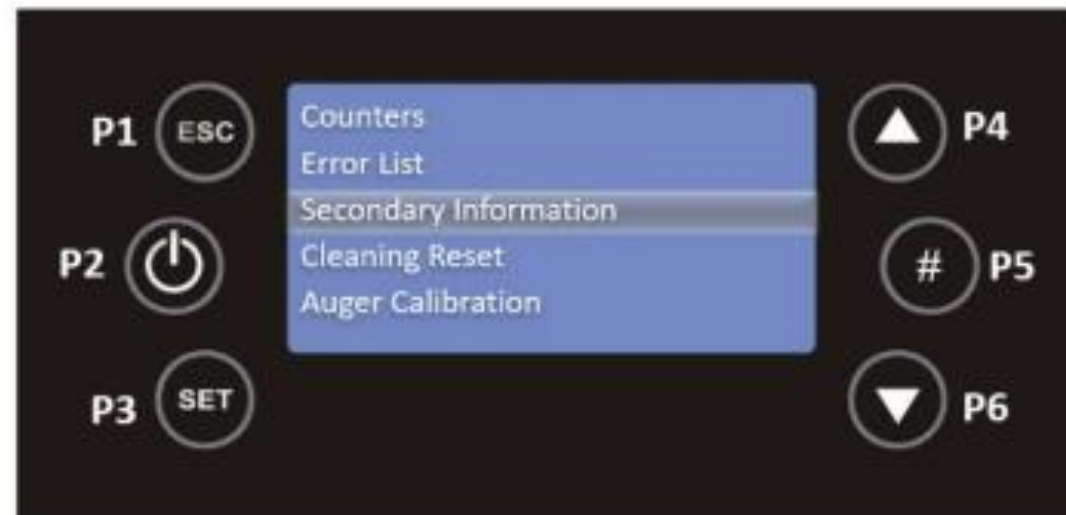 P1 ESC
Counters
P4
Error List
Secondary Information
P2
Cleaning Reset
# P5
Auger Calibration
P3 SET
P6